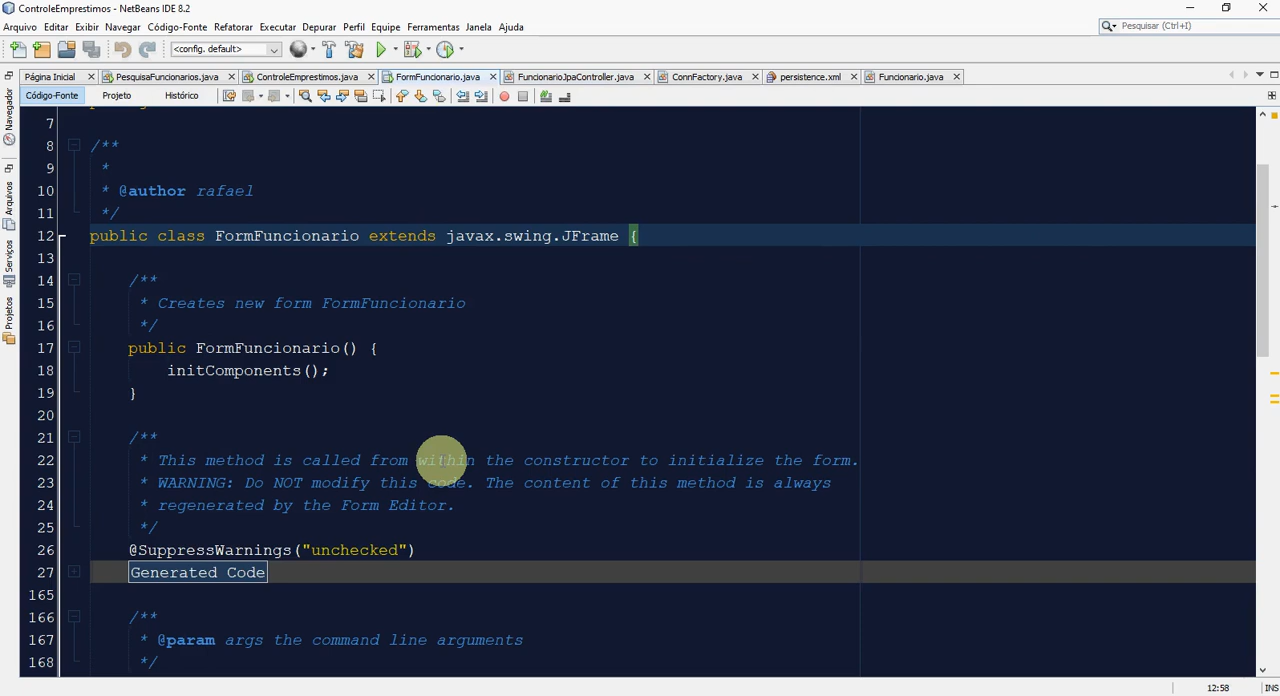 ControleEmprestimos - NetBeans IDE 8.2
Arquivo Editar Exibir Navegar Código-Fonte Refatorar Executar Depurar Perfil Equipe Ferramentas Janela Ajuda
Pesquisar (Ctrl+I)
<config. default>
Página Inicial PesquisaFuncionarios.java ControleEmprestimos.java FormFuncionario.java FuncionarioJpaController.java ConnFactory.java persistence.xml Funcionario.java
Código-Fonte Projeto Histórico
Navegador
Arquivos
Serviços
Projetos
7
8 /**
9 *
10 * @author rafael
11 */
12 public class FormFuncionario extends javax.swing.JFrame {
13
14 /**
15 * Creates new form FormFuncionario
16 */
17 public FormFuncionario() {
18 initComponents();
19 }
20
21 /**
22 * This method is called from within the constructor to initialize the form.
23 * WARNING: Do NOT modify this code. The content of this method is always
24 * regenerated by the Form Editor.
25 */
26 @SuppressWarnings("unchecked")
27 Generated Code
165
166 /**
167 * @param args the command line arguments
168 */
12:58 INS